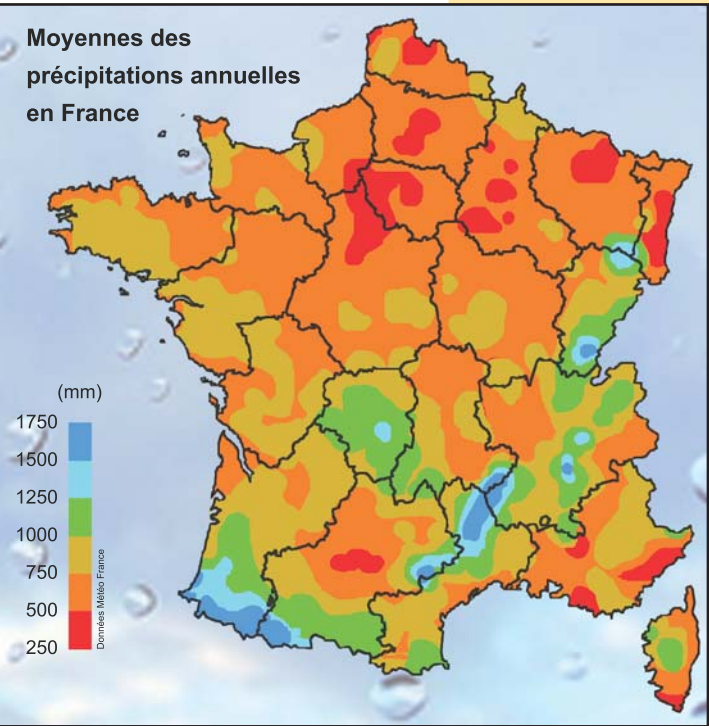 Moyennes des
précipitations annuelles
en France
(mm)
1750
1500
1250
1000
750
500
250
Données Météo France